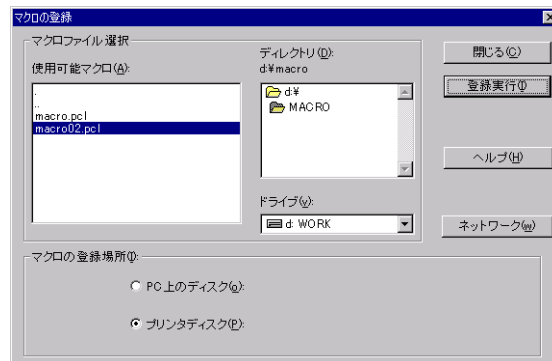 マクロの登録
マクロファイル選択
使用可能マクロ(A):
.
..
macro.pcl
macro02.pcl
ディレクトリ(D):
d:¥macro
d:¥
MACRO
ドライブ(v):
d: WORK
閉じる(C)
登録実行(I)
ヘルプ(H)
ネットワーク(w)
マクロの登録場所(I):
PC上のディスク(o):
プリンタディスク(P):